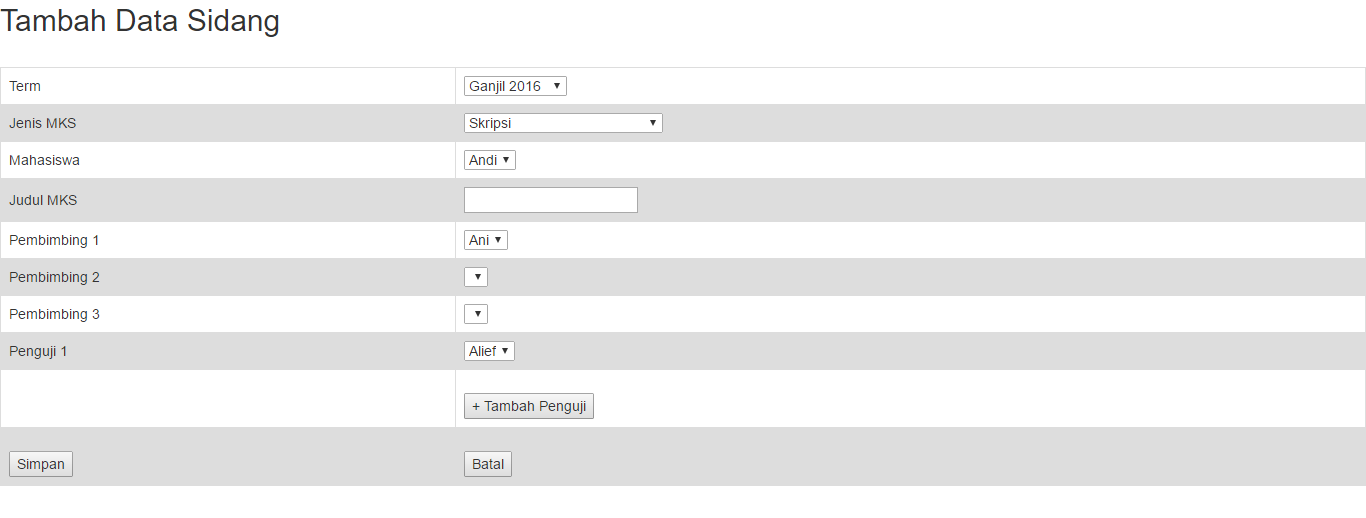 Tambah Data Sidang
Term Ganjil 2016
Jenis MKS Skripsi
Mahasiswa Andi
Judul MKS
Pembimbing 1 Ani
Pembimbing 2
Pembimbing 3
Penguji 1 Alief
+ Tambah Penguji
Simpan Batal